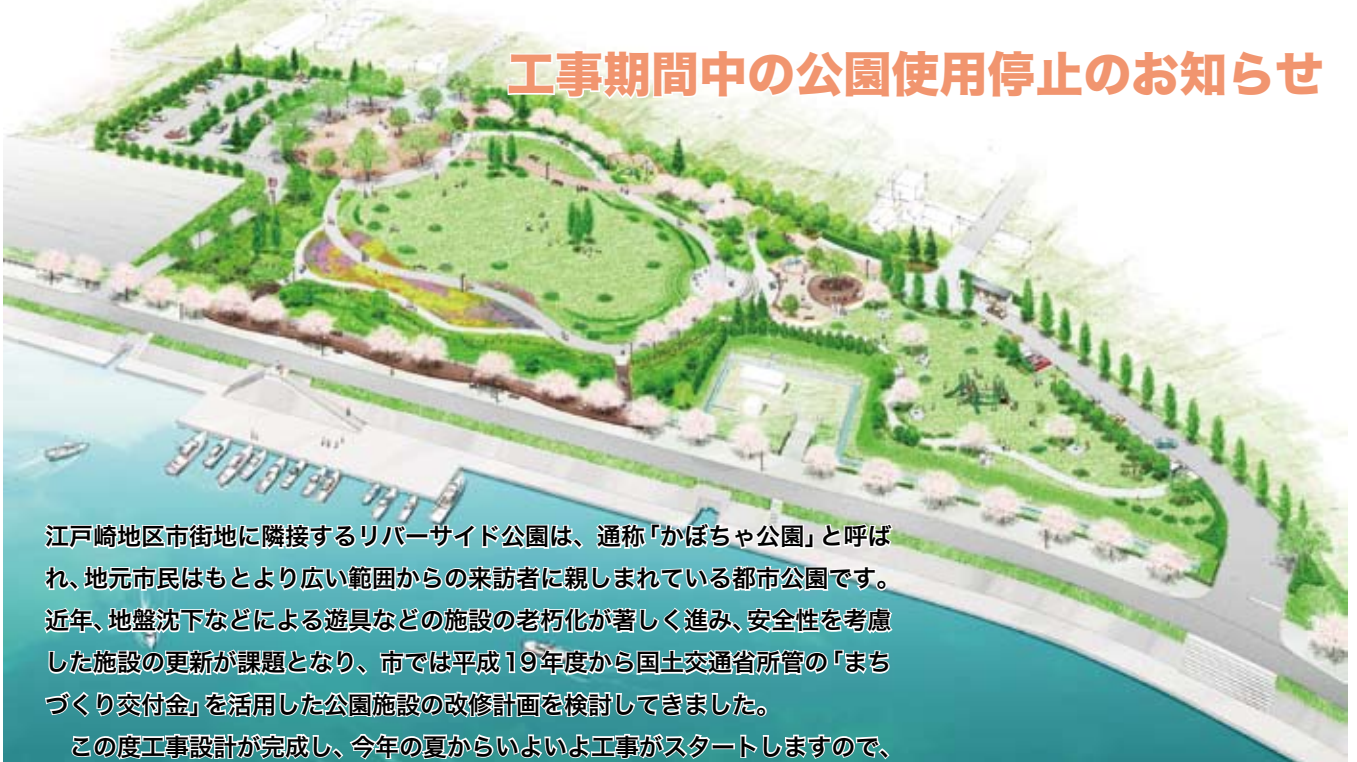 工事期間中の公園使用停止のお知らせ
江戸崎地区市街地に隣接するリバーサイド公園は、通称「かぼちゃ公園」と呼ば
れ、地元市民はもとより広い範囲からの来訪者に親しまれている都市公園です。
近年、地盤沈下などによる遊具などの施設の老朽化が著しく進み、安全性を考慮
した施設の更新が課題となり、市では平成19年度から国土交通省所管の「まち
づくり交付金」を活用した公園施設の改修計画を検討してきました。
　この度工事設計が完成し、今年の夏からいよいよ工事がスタートしますので、